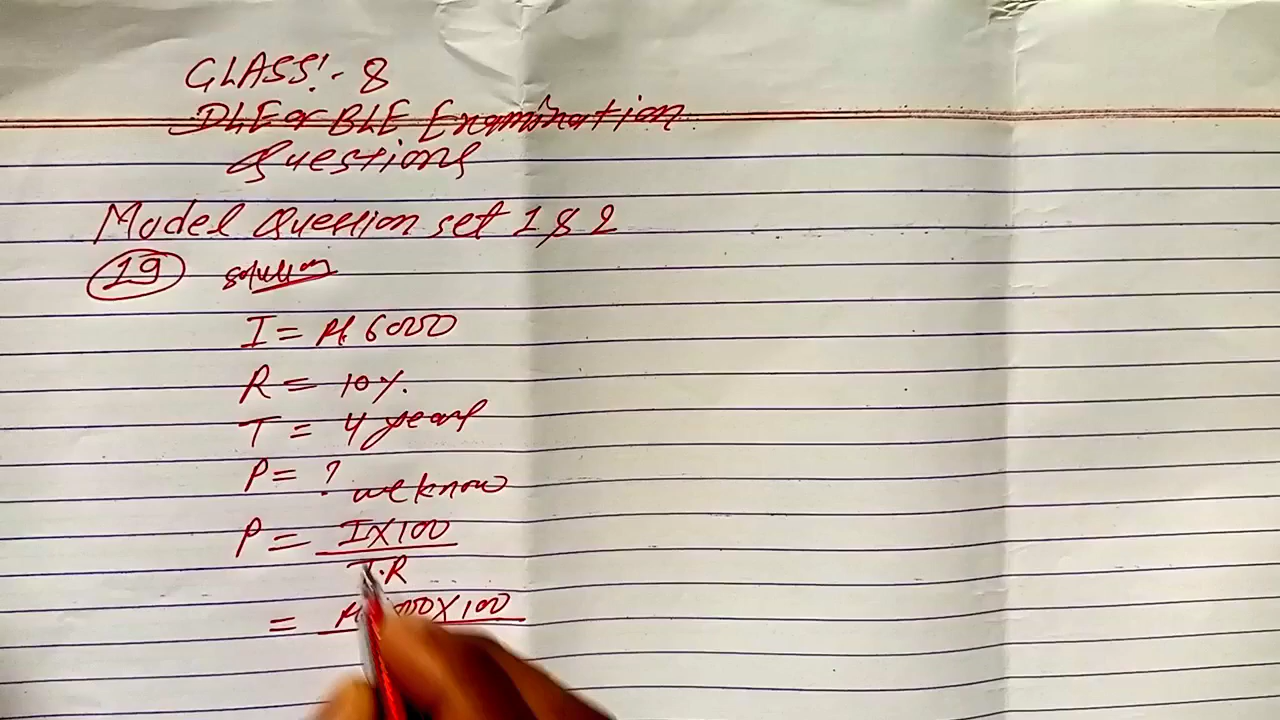 CLASS:- 8
DLE or BLE Examination
Questions
Model Question set 1 & 2
19 solution
I = Rs 6000
R = 10%.
T = 4 years
P = ?
we know
P = I×100
T.R
= 000×100